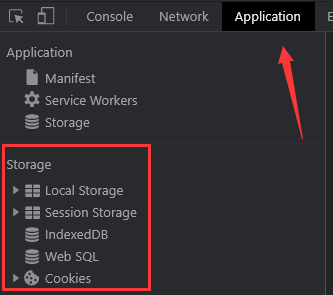 Console Network Application
Application
Manifest
Service Workers
Storage
Storage
Local Storage
Session Storage
IndexedDB
Web SQL
Cookies